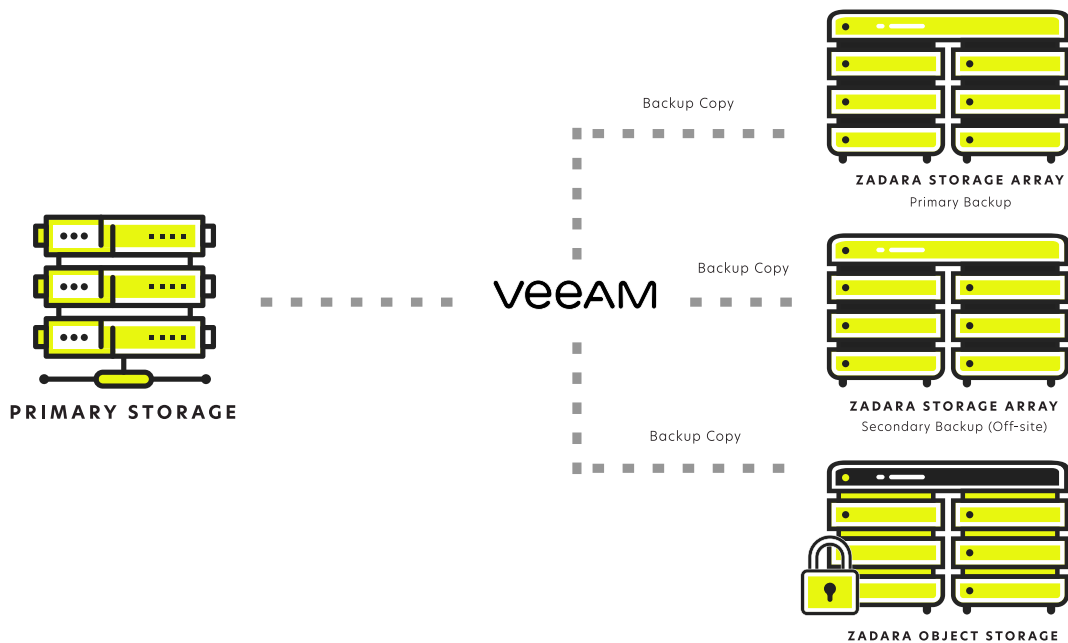 Backup Copy
ZADARA STORAGE ARRAY
Primary Backup
Backup Copy
veeAM
PRIMARY STORAGE
ZADARA STORAGE ARRAY
Secondary Backup (Off-site)
Backup Copy
ZADARA OBJECT STORAGE